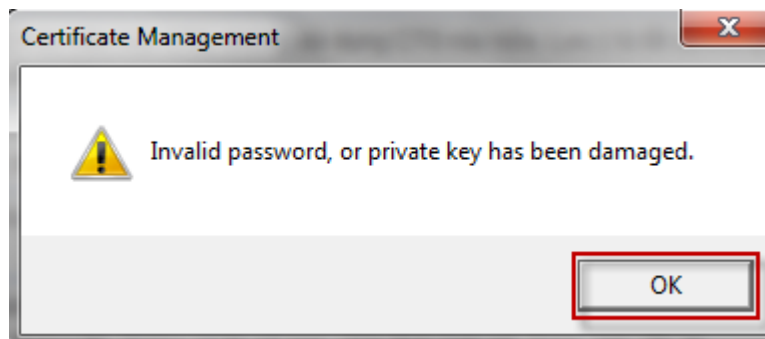 Certificate Management
Invalid password, or private key has been damaged.
OK